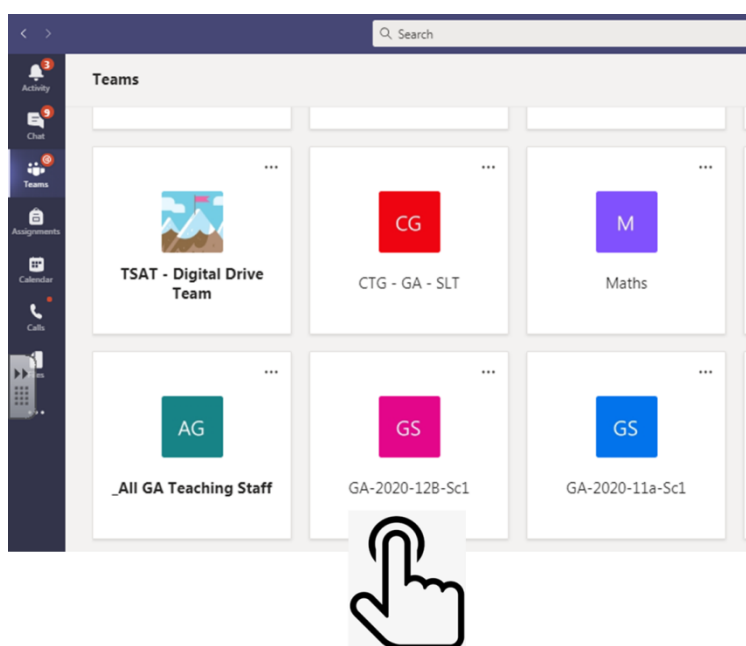 Search
3
Activity
Teams
9
Chat
@
Teams
Assignments
Calendar
Calls
CG
M
TSAT - Digital Drive
Team
CTG - GA - SLT
Maths
AG
GS
GS
_All GA Teaching Staff
GA-2020-12B-Sc1
GA-2020-11a-Sc1